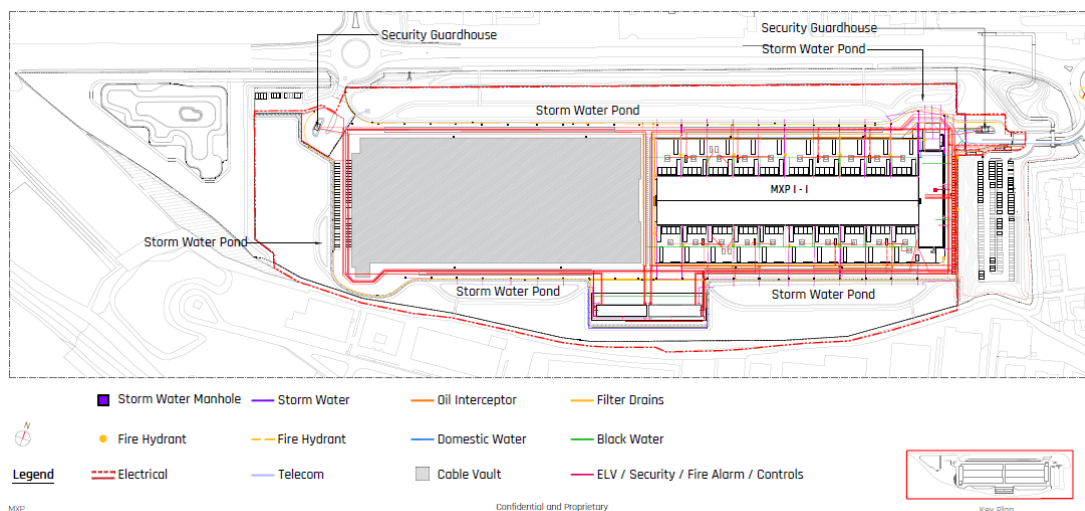 Security Guardhouse
Security Guardhouse
Storm Water Pond
Storm Water Pond
MXP I - I
Storm Water Pond
Storm Water Pond
Storm Water Pond
Storm Water Manhole
Storm Water
Oil Interceptor
Filter Drains
N
Fire Hydrant
Fire Hydrant
Domestic Water
Black Water
Legend
Electrical
Telecom
Cable Vault
ELV / Security / Fire Alarm / Controls
MXP
Confidential and Proprietary
Key Plan